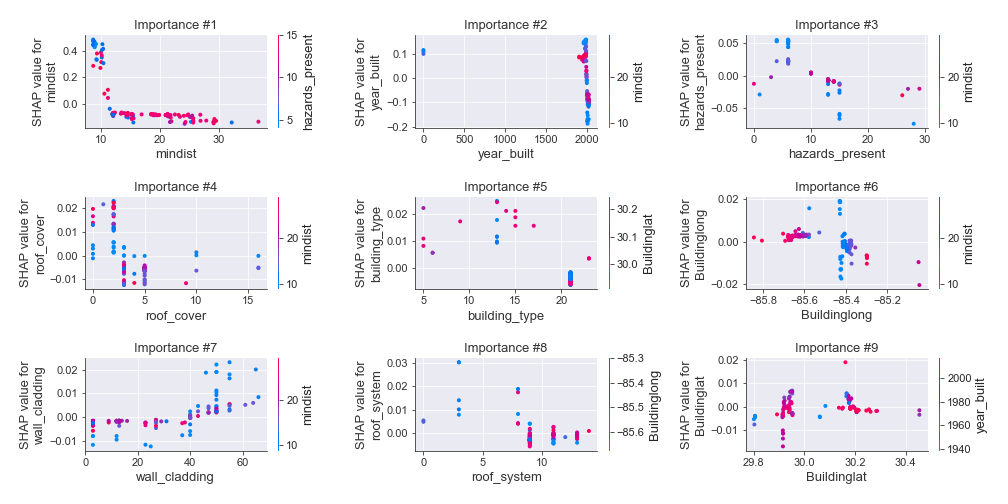 Importance #1
SHAP value for
mindist
0.4
0.2
0.0
10
20
30
mindist
15
10
5
hazards_present
Importance #2
SHAP value for
year_built
0.1
0.0
−0.1
−0.2
0
500
1000
1500
2000
year_built
20
10
mindist
Importance #3
SHAP value for
hazards_present
0.05
0.00
−0.05
0
10
20
30
hazards_present
20
10
mindist
Importance #4
SHAP value for
roof_cover
0.02
0.01
0.00
−0.01
0
5
10
15
roof_cover
20
10
mindist
Importance #5
SHAP value for
building_type
0.02
0.01
0.00
5
10
15
20
building_type
30.2
30.1
30.0
Buildinglat
Importance #6
SHAP value for
Buildinglong
0.02
0.00
−0.02
−85.8
−85.6
−85.4
−85.2
Buildinglong
20
10
mindist
Importance #7
SHAP value for
wall_cladding
0.02
0.01
0.00
−0.01
0
20
40
60
wall_cladding
20
10
mindist
Importance #8
SHAP value for
roof_system
0.03
0.02
0.01
0.00
0
5
10
roof_system
−85.3
−85.4
−85.5
−85.6
Buildinglong
Importance #9
SHAP value for
Buildinglat
0.02
0.01
0.00
−0.01
29.8
30.0
30.2
30.4
Buildinglat
2000
1980
1960
1940
year_built